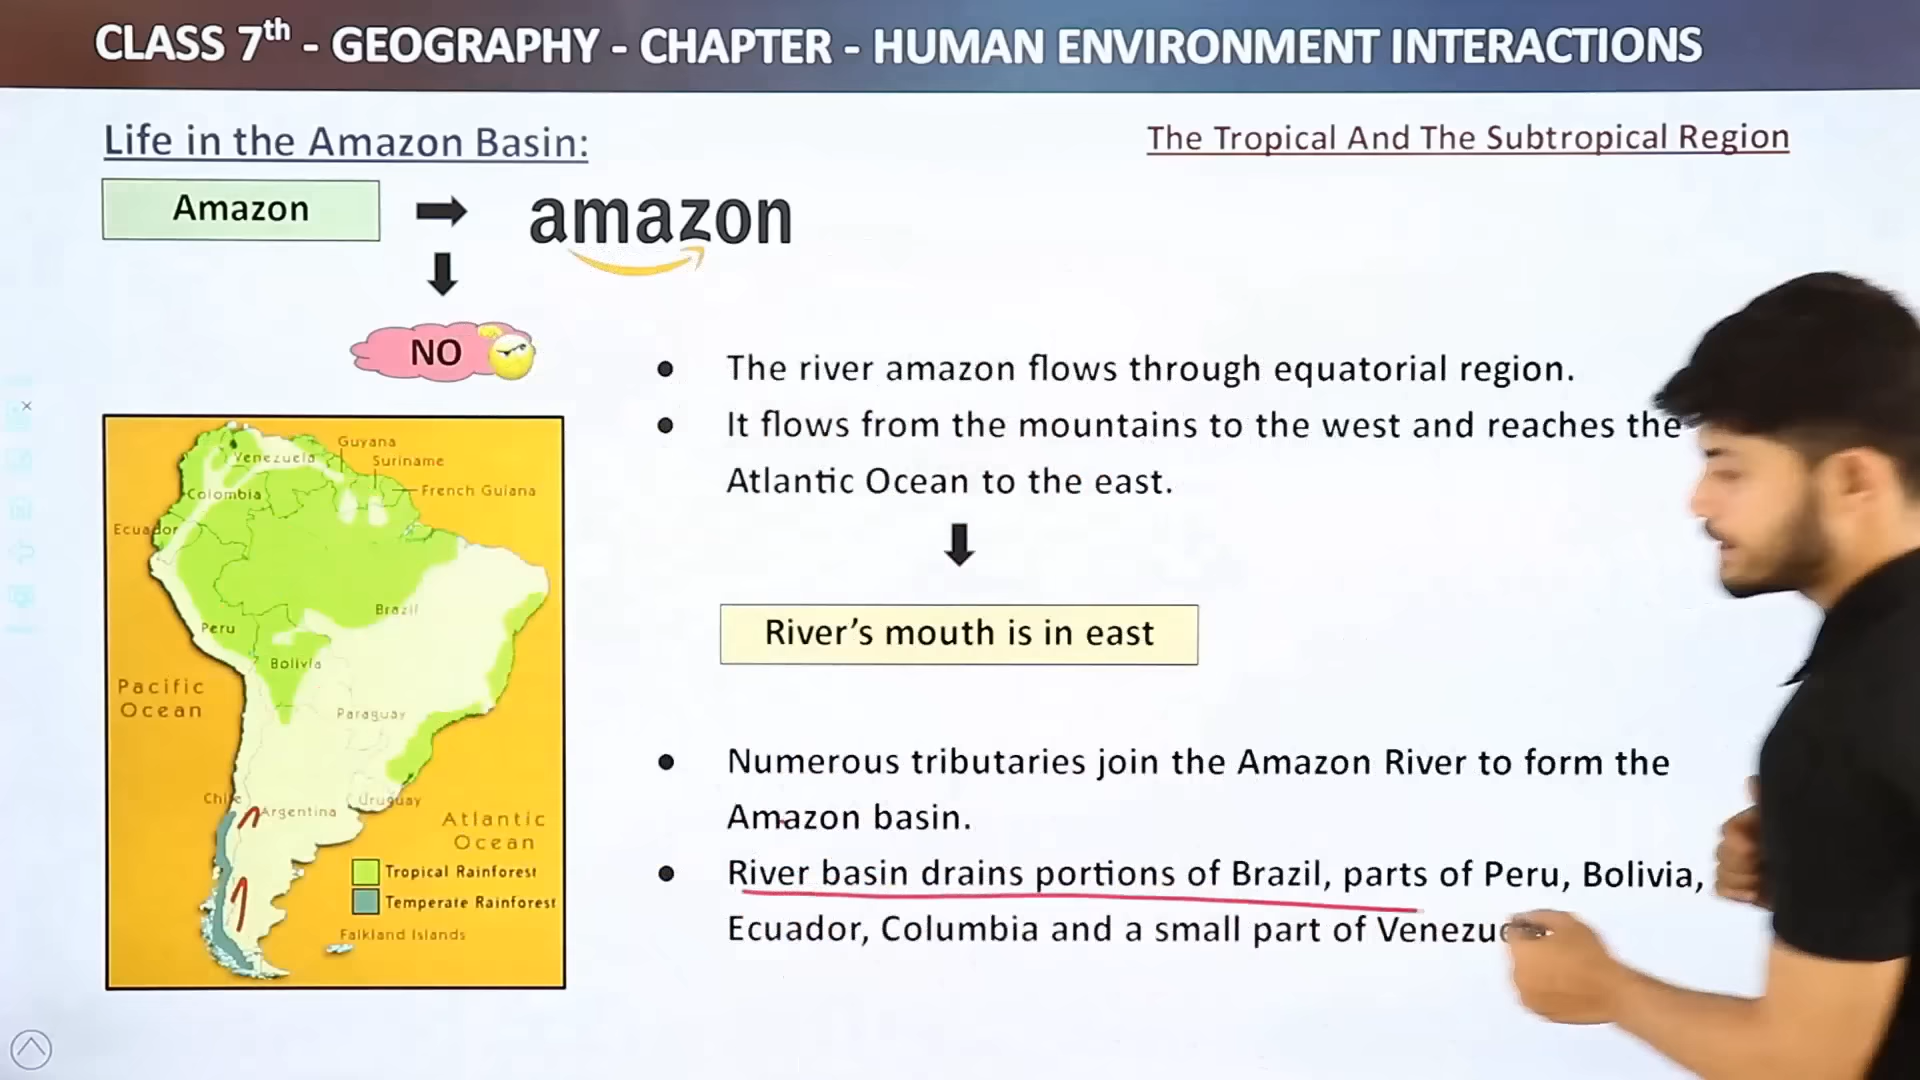 CLASS 7th - GEOGRAPHY - CHAPTER - HUMAN ENVIRONMENT INTERACTIONS
Life in the Amazon Basin:
The Tropical And The Subtropical Region
Amazon
amazon
NO
• The river amazon flows through equatorial region.
• It flows from the mountains to the west and reaches the
Atlantic Ocean to the east.
River's mouth is in east
• Numerous tributaries join the Amazon River to form the
Amazon basin.
• River basin drains portions of Brazil, parts of Peru, Bolivia,
Ecuador, Columbia and a small part of
Guyana
Venezuela
Suriname
Colombia
French Guiana
Ecuador
Brazil
Peru
Bolivia
Pacific
Ocean
Paraguay
Chile
Uruguay
Argentina
Atlantic
Ocean
Tropical Rainforest
Temperate Rainforest
Falkland Islands